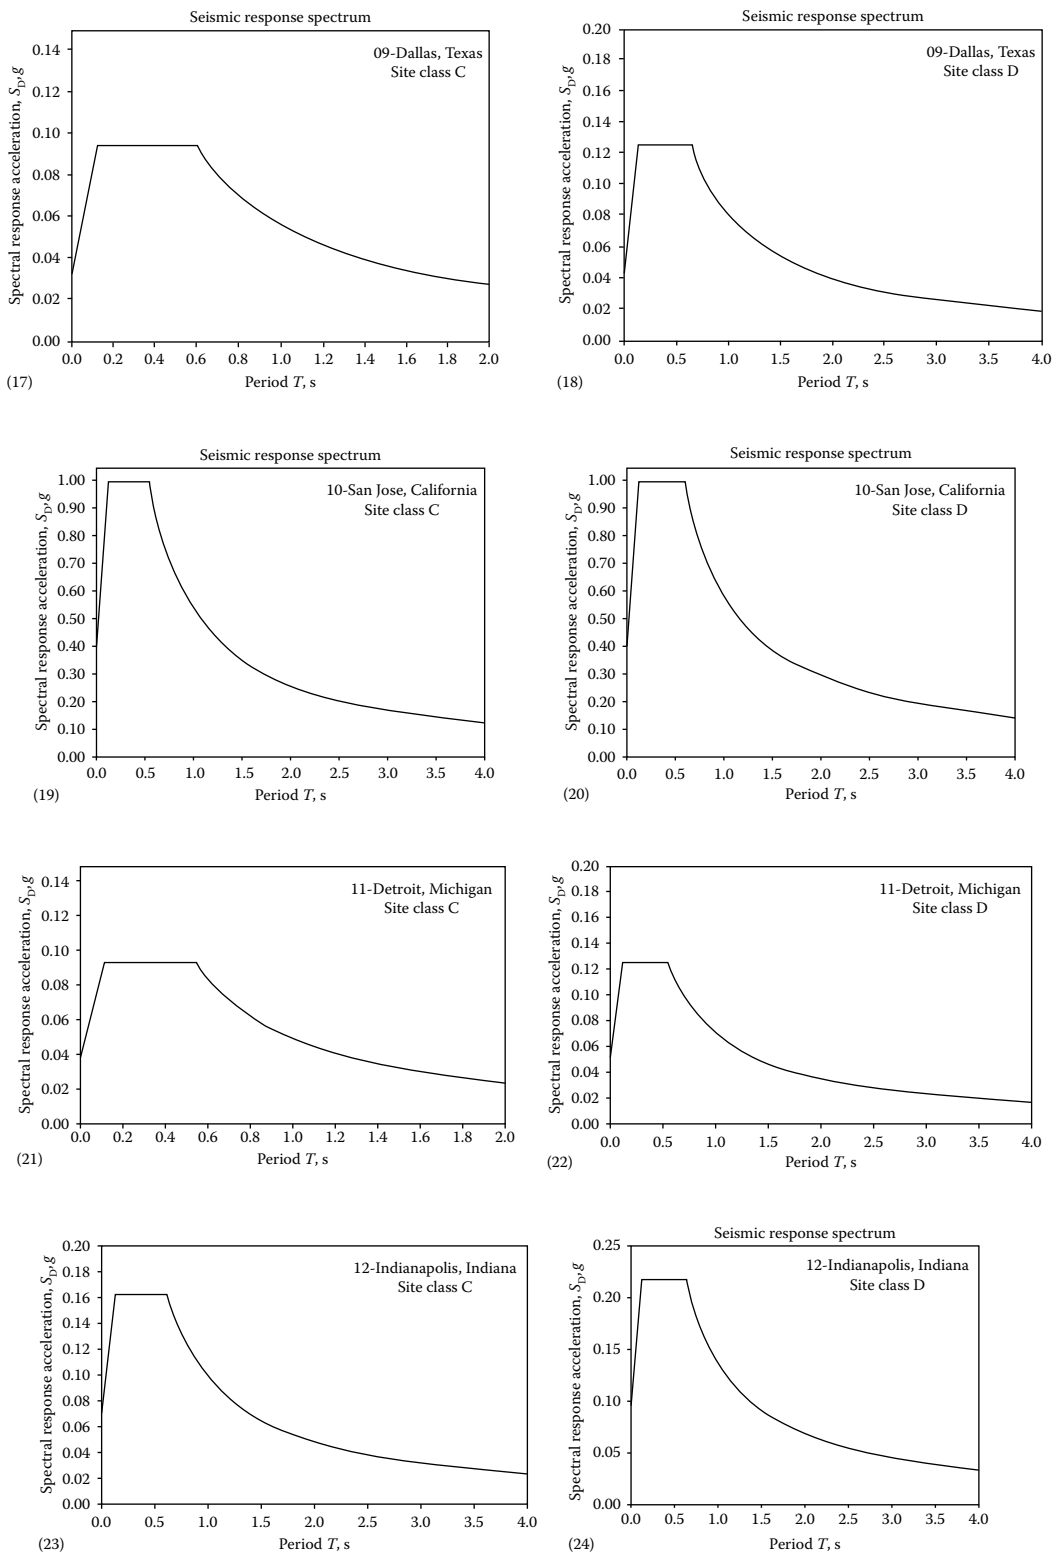 Seismic response spectrum
09-Dallas, Texas
Site class C
Spectral response acceleration, S_D,g
0.14
0.12
0.10
0.08
0.06
0.04
0.02
0.00
0.0 0.2 0.4 0.6 0.8 1.0 1.2 1.4 1.6 1.8 2.0
Period T, s
(17)
Seismic response spectrum
09-Dallas, Texas
Site class D
Spectral response acceleration, S_D,g
0.20
0.18
0.16
0.14
0.12
0.10
0.08
0.06
0.04
0.02
0.00
0.0 0.5 1.0 1.5 2.0 2.5 3.0 3.5 4.0
Period T, s
(18)
Seismic response spectrum
10-San Jose, California
Site class C
Spectral response acceleration, S_D,g
1.00
0.90
0.80
0.70
0.60
0.50
0.40
0.30
0.20
0.10
0.00
0.0 0.5 1.0 1.5 2.0 2.5 3.0 3.5 4.0
Period T, s
(19)
Seismic response spectrum
10-San Jose, California
Site class D
Spectral response acceleration, S_D,g
1.00
0.90
0.80
0.70
0.60
0.50
0.40
0.30
0.20
0.10
0.00
0.0 0.5 1.0 1.5 2.0 2.5 3.0 3.5 4.0
Period T, s
(20)
11-Detroit, Michigan
Site class C
Spectral response acceleration, S_D,g
0.14
0.12
0.10
0.08
0.06
0.04
0.02
0.00
0.0 0.2 0.4 0.6 0.8 1.0 1.2 1.4 1.6 1.8 2.0
Period T, s
(21)
11-Detroit, Michigan
Site class D
Spectral response acceleration, S_D,g
0.20
0.18
0.16
0.14
0.12
0.10
0.08
0.06
0.04
0.02
0.00
0.0 0.5 1.0 1.5 2.0 2.5 3.0 3.5 4.0
Period T, s
(22)
12-Indianapolis, Indiana
Site class C
Spectral response acceleration, S_D,g
0.20
0.18
0.16
0.14
0.12
0.10
0.08
0.06
0.04
0.02
0.00
0.0 0.5 1.0 1.5 2.0 2.5 3.0 3.5 4.0
Period T, s
(23)
Seismic response spectrum
12-Indianapolis, Indiana
Site class D
Spectral response acceleration, S_D,g
0.25
0.20
0.15
0.10
0.05
0.00
0.0 0.5 1.0 1.5 2.0 2.5 3.0 3.5 4.0
Period T, s
(24)